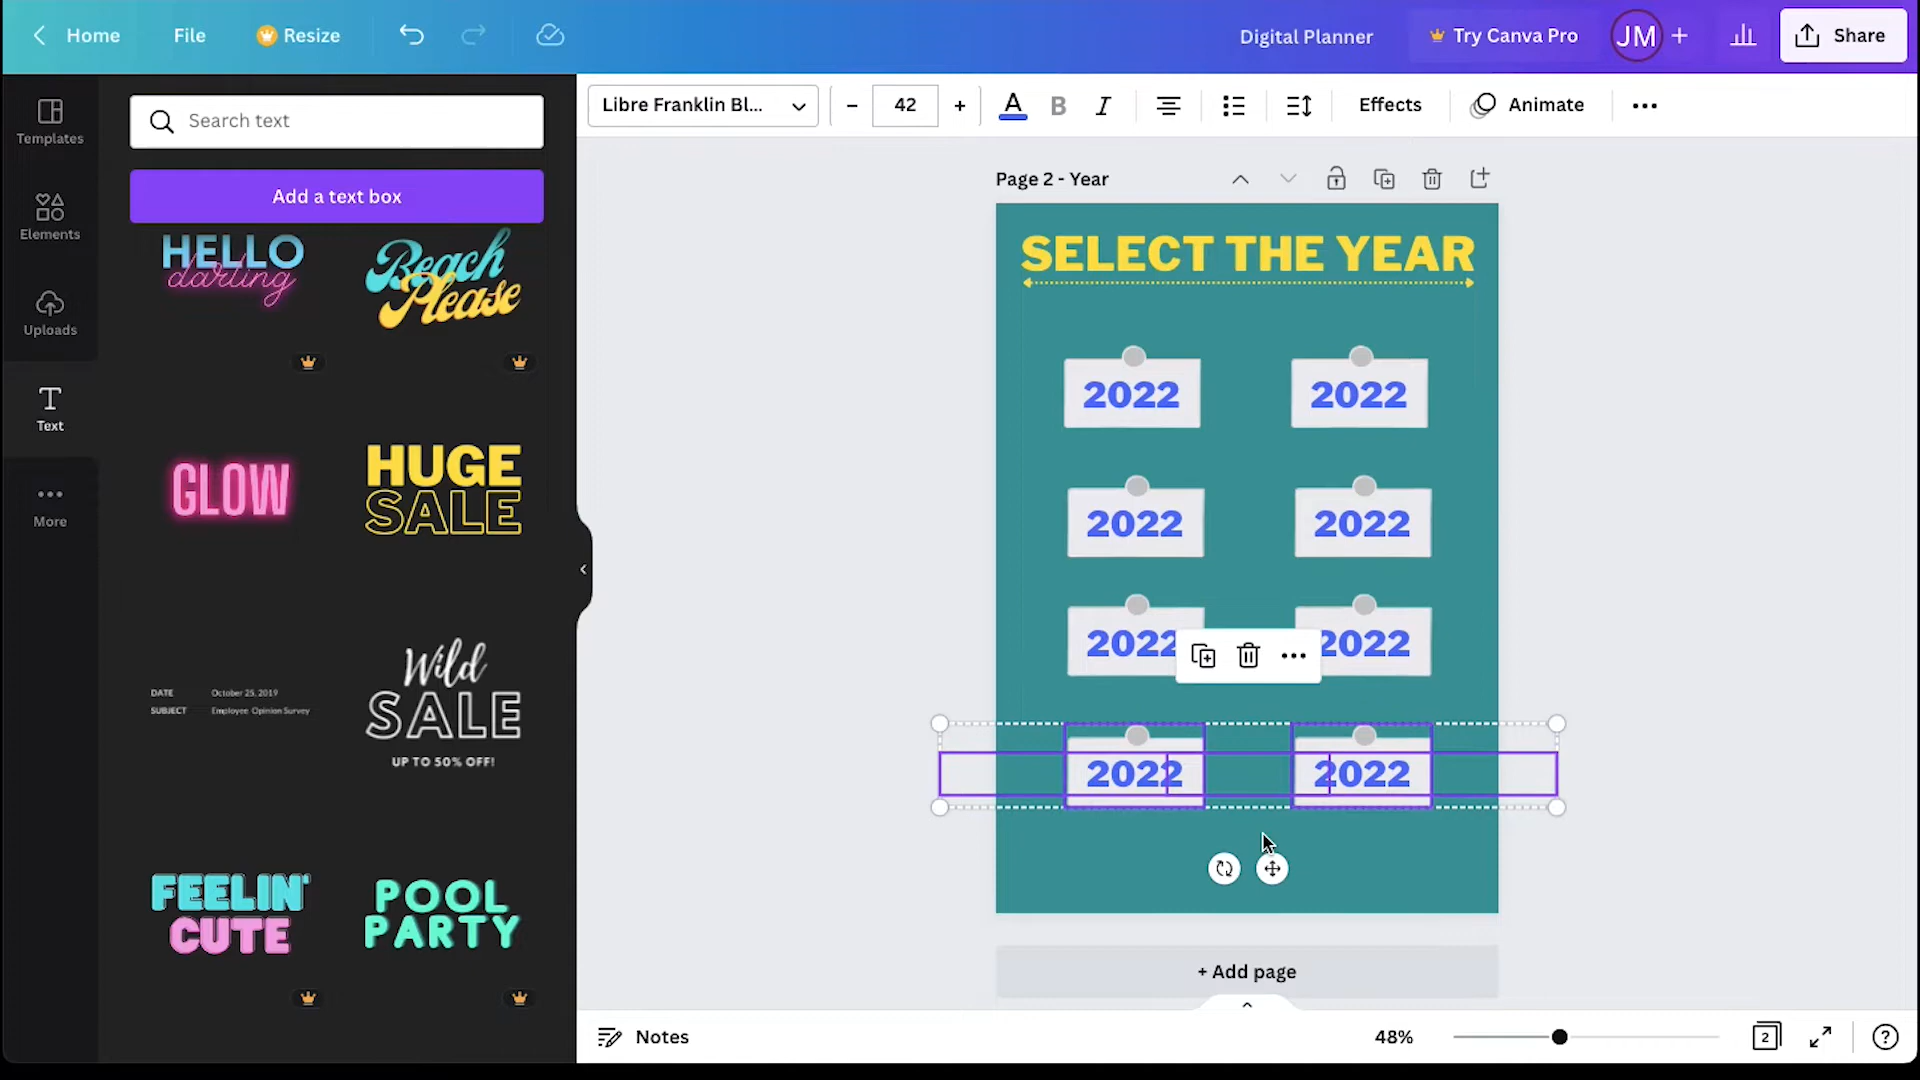 Home File Resize Digital Planner Try Canva Pro JM Share
Libre Franklin Bl... 42 A B I Effects Animate
Templates
Elements
Uploads
Text
More
Search text
Add a text box
HELLO
darling
Beach
Please
GLOW
HUGE
SALE
DATE October 25, 2019
SUBJECT Employee Opinion Survey
Wild
SALE
UP TO 50% OFF!
FEELIN'
CUTE
POOL
PARTY
Page 2 - Year
SELECT THE YEAR
2022 2022
2022 2022
2022 2022
2022 2022
+ Add page
Notes 48% 2